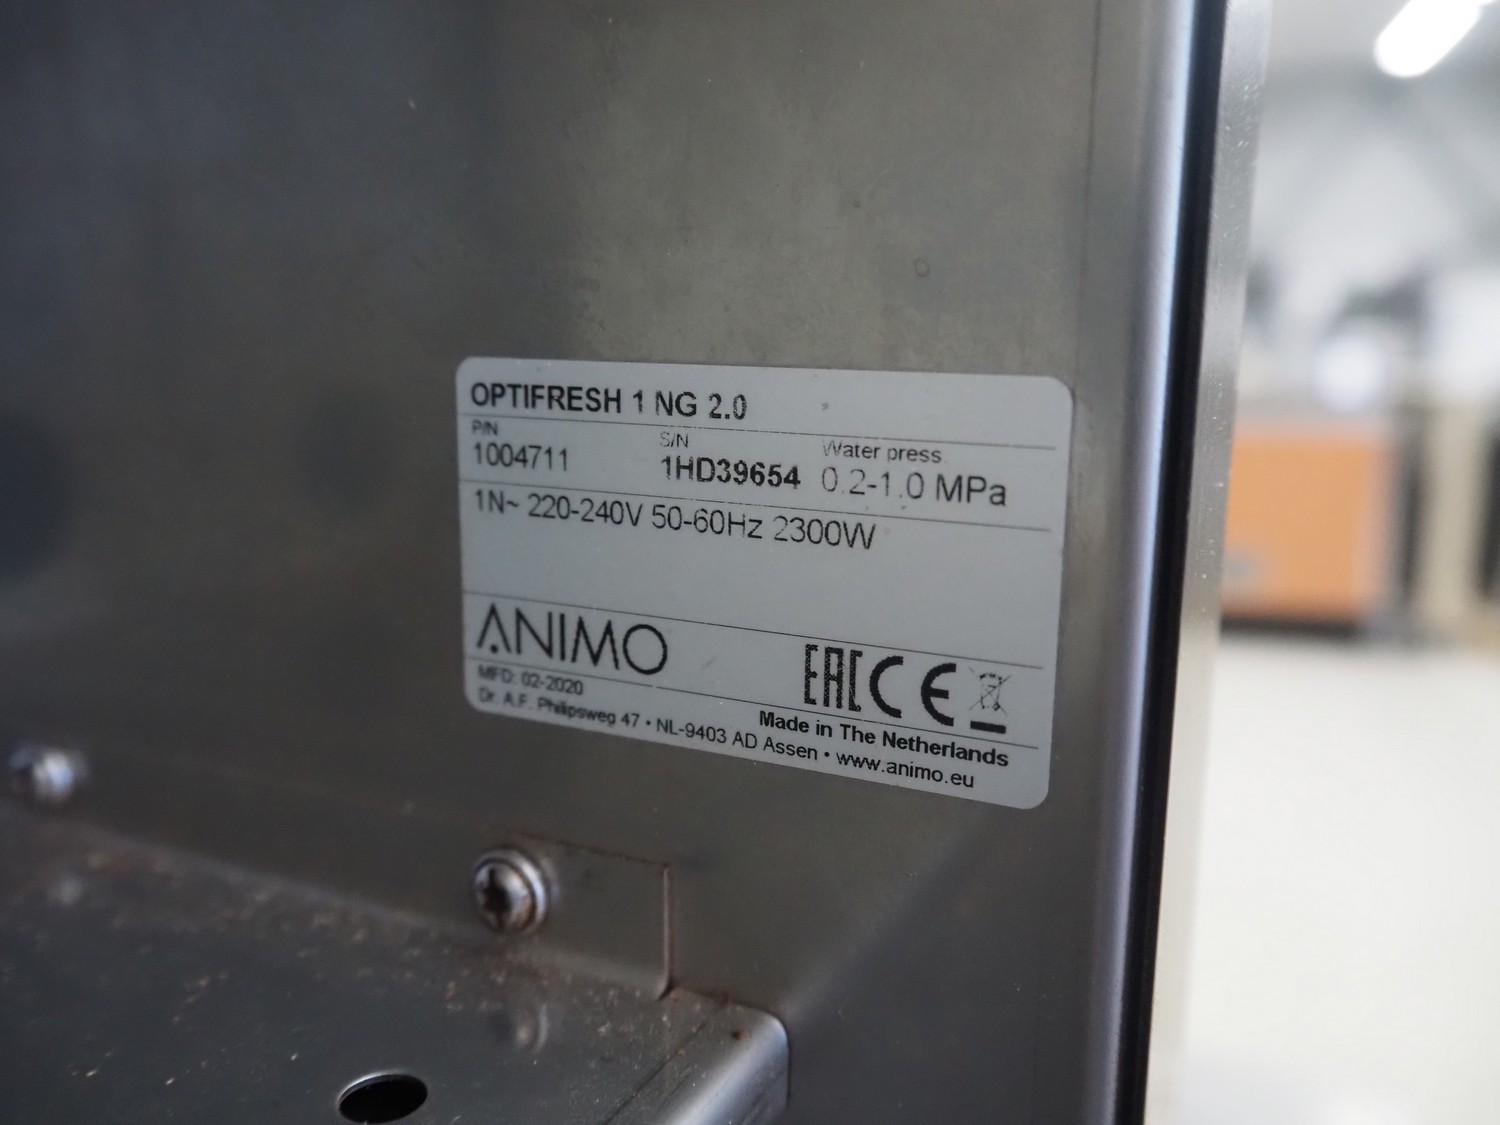 OPTIFRESH 1 NG 2.0
P/N S/N Water press.
1004711 1HD39654 0.2-1.0 MPa
1N~ 220-240V 50-60Hz 2300W
ANIMO
EAC CE
MFD: 02-2020
Made in The Netherlands
Dr. A.F. Philipsweg 47 • NL-9403 AD Assen • www.animo.eu